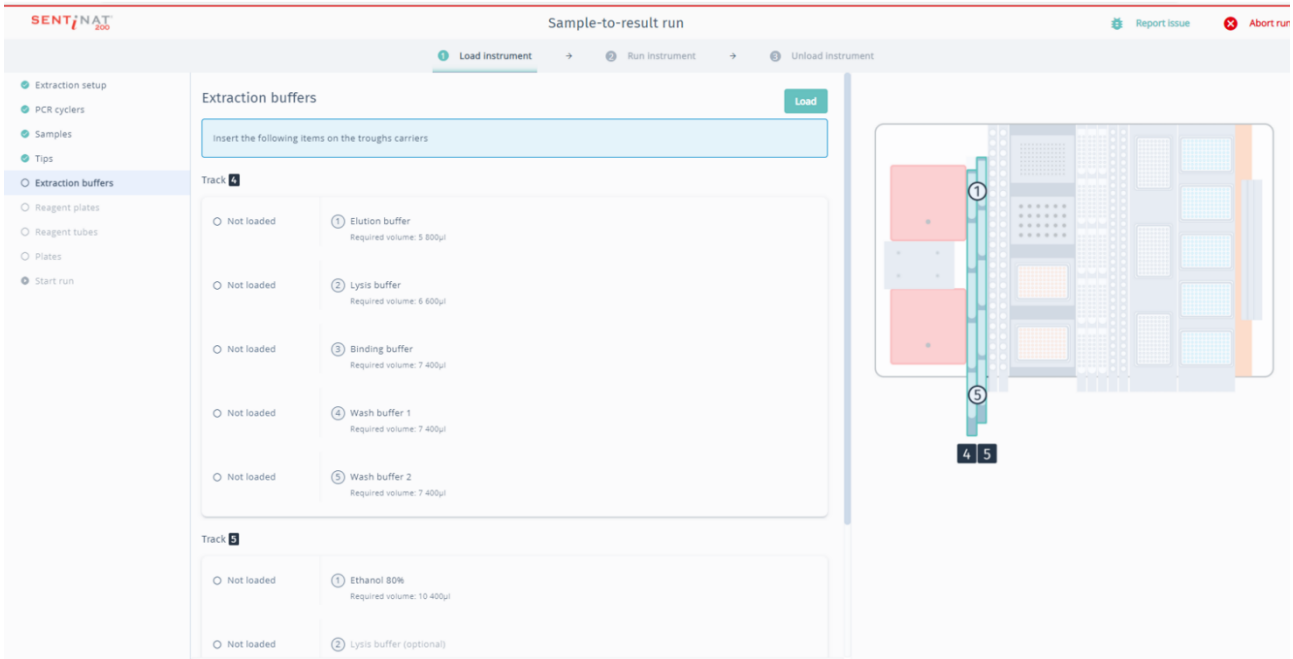 SENTiNAT
200
Sample-to-result run
Report issue
Abort run
1 Load instrument → 2 Run instrument → 3 Unload instrument
Extraction setup
PCR cyclers
Samples
Tips
Extraction buffers
Reagent plates
Reagent tubes
Plates
Start run
Extraction buffers
Load
Insert the following items on the troughs carriers
Track 4
Not loaded
1 Elution buffer
Required volume: 5 800µl
Not loaded
2 Lysis buffer
Required volume: 6 600µl
Not loaded
3 Binding buffer
Required volume: 7 400µl
Not loaded
4 Wash buffer 1
Required volume: 7 400µl
Not loaded
5 Wash buffer 2
Required volume: 7 400µl
Track 5
Not loaded
1 Ethanol 80%
Required volume: 10 400µl
Not loaded
2 Lysis buffer (optional)
1
5
4 5